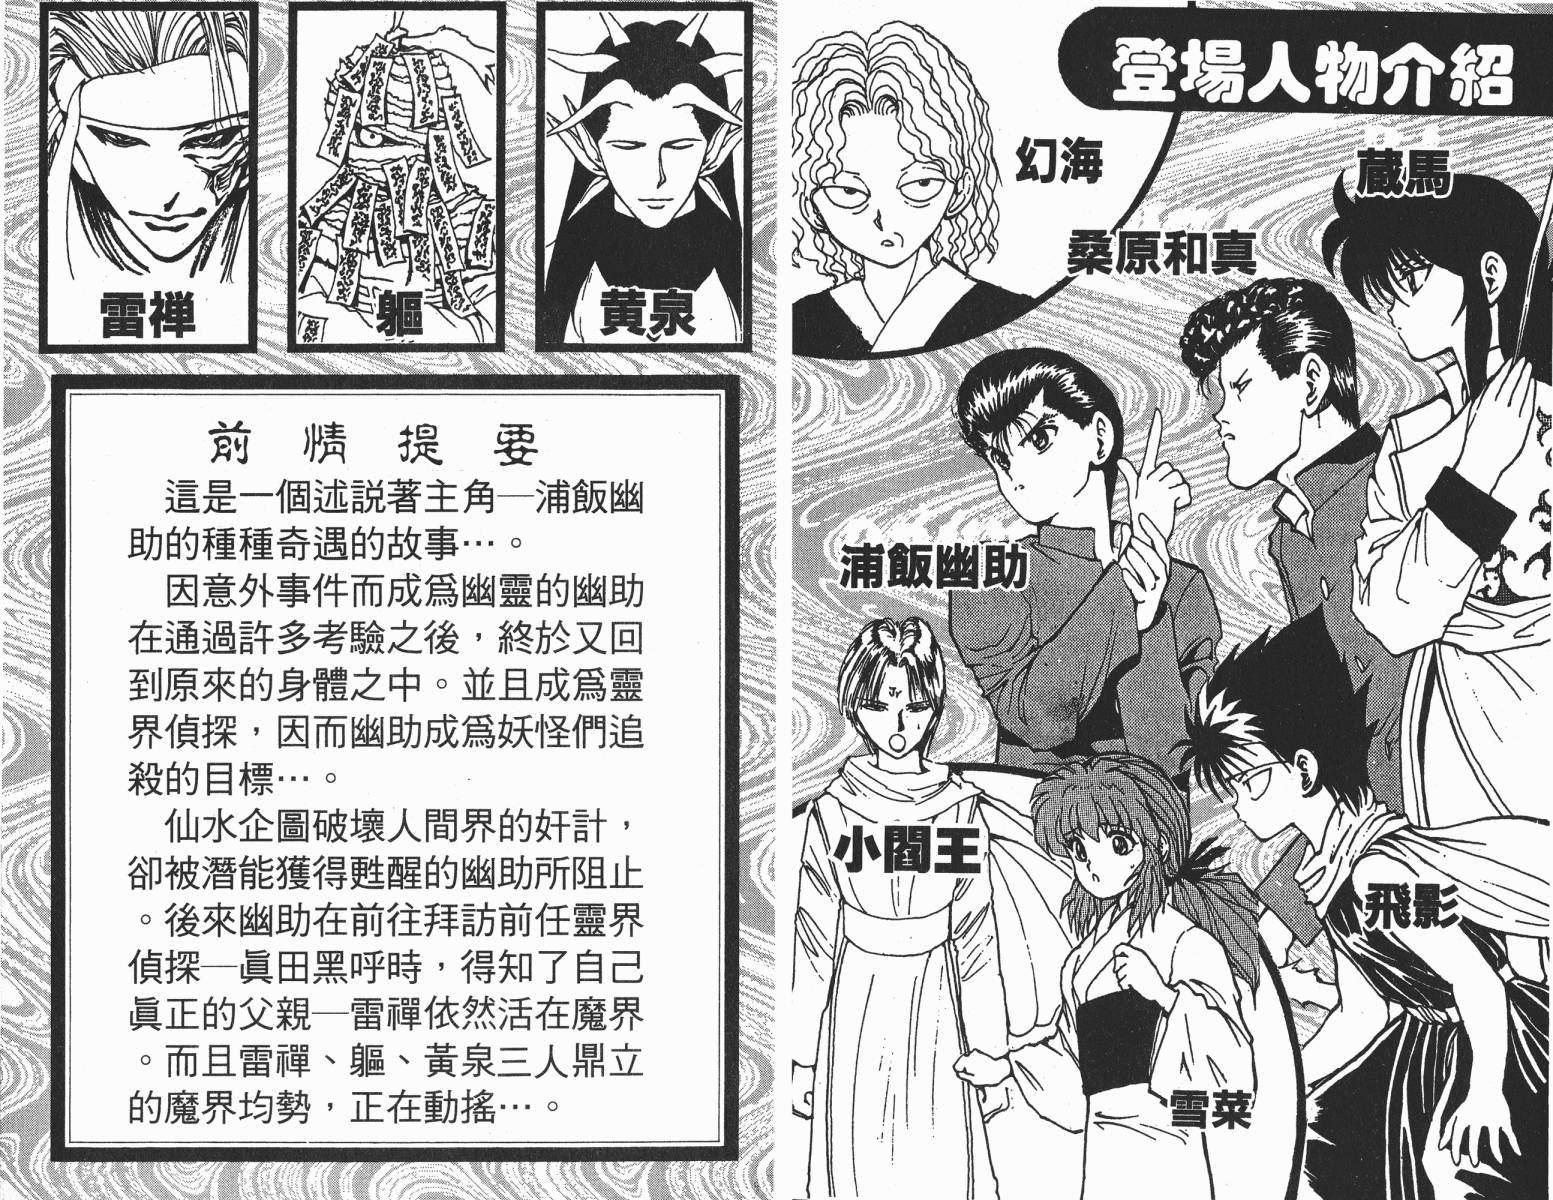 登場人物介紹
幻海
蔵馬
桑原和真
浦飯幽助
小閻王
飛影
雪菜
雷禅
軀
黄泉
前情提要
這是一個述説著主角—浦飯幽
助的種種奇遇的故事…。
因意外事件而成爲幽靈的幽助
在通過許多考驗之後，終於又回
到原來的身體之中。並且成爲靈
界偵探，因而幽助成爲妖怪們追
殺的目標…。
仙水企圖破壞人間界的奸計，
卻被潛能獲得甦醒的幽助所阻止
。後來幽助在前往拜訪前任靈界
偵探—眞田黑呼時，得知了自己
眞正的父親—雷禪依然活在魔界
。而且雷禪、軀、黃泉三人鼎立
的魔界均勢，正在動搖…。